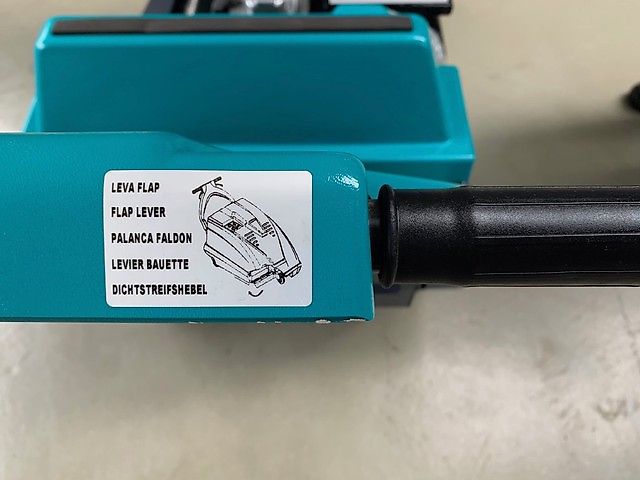 LEVA FLAP
FLAP LEVER
PALANCA FALDON
LEVIER BAUETTE
DICHTSTREIFSHEBEL